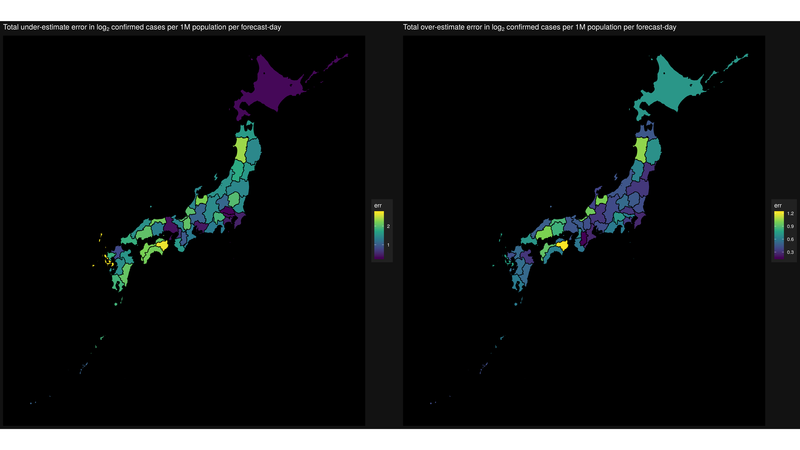 Total under-estimate error in log₂ confirmed cases per 1M population per forecast-day
err
2
1
Total over-estimate error in log₂ confirmed cases per 1M population per forecast-day
err
1.2
0.9
0.6
0.3